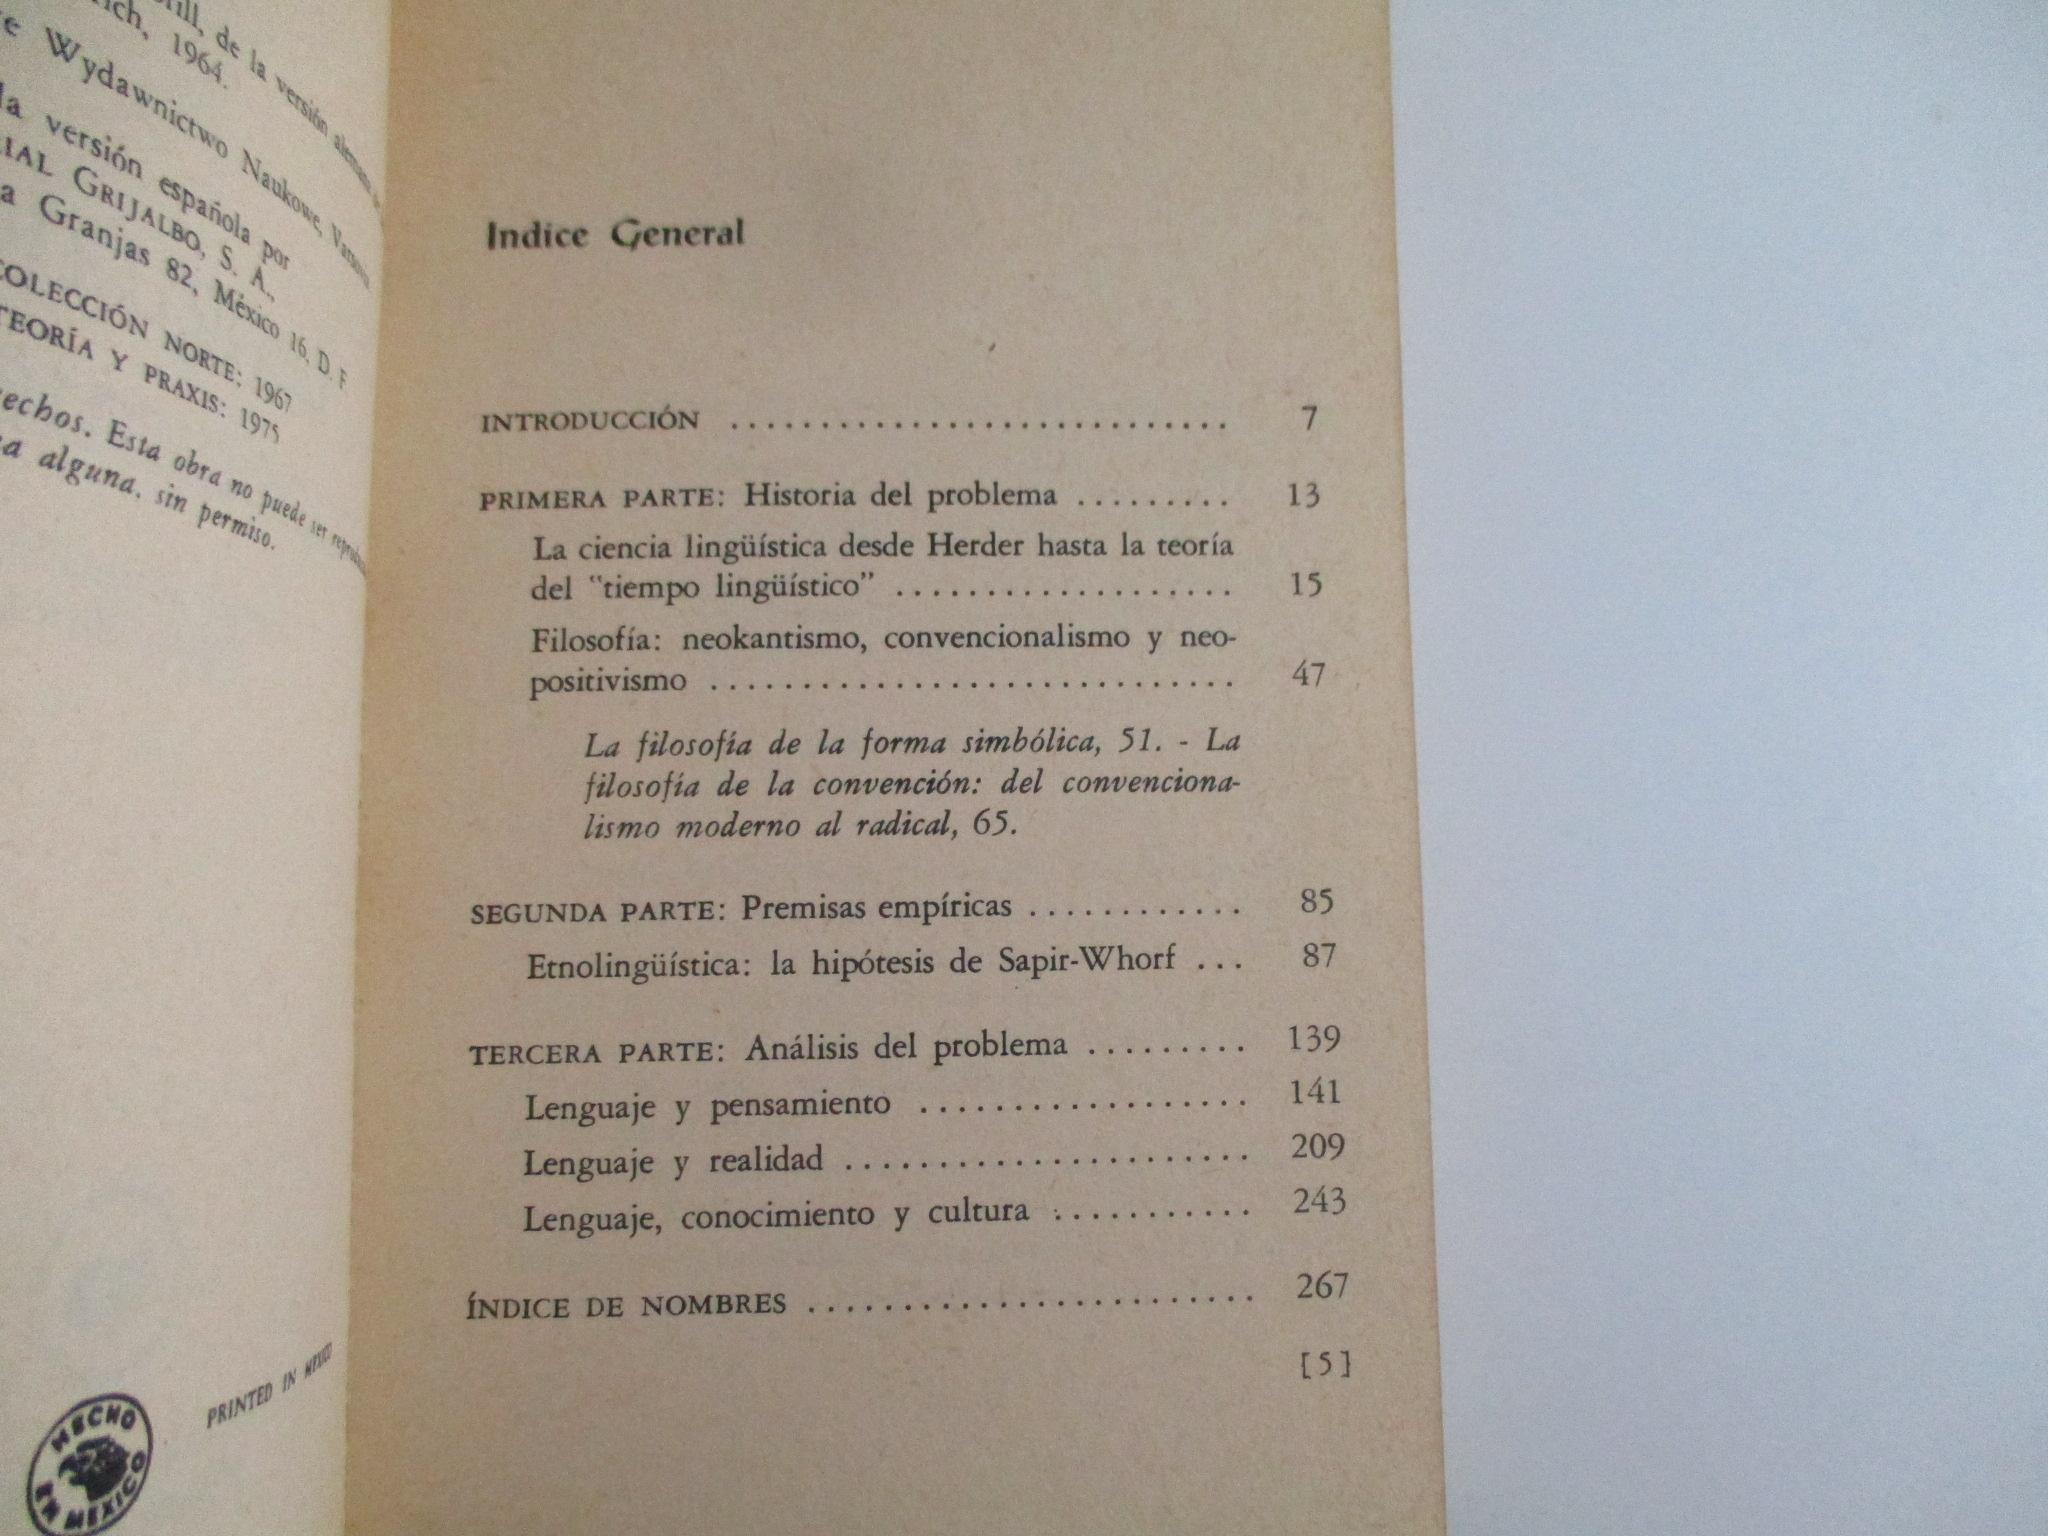 de la versión alemana
ich, 1964.
Wydawnictwo Naukowe, Varsovia
la versión española por
GRIJALBO, S. A.,
Granjas 82, México 16, D. F
COLECCIÓN NORTE: 1967
TEORÍA Y PRAXIS: 1975
Esta obra no puede ser
alguna, sin permiso.
PRINTED IN MEXICO
HECHO EN MEXICO
Indice General
INTRODUCCIÓN ............................ 7
PRIMERA PARTE: Historia del problema ......... 13
La ciencia lingüística desde Herder hasta la teoría
del "tiempo lingüístico" ................... 15
Filosofía: neokantismo, convencionalismo y neo-
positivismo ............................. 47
La filosofía de la forma simbólica, 51. - La
filosofía de la convención: del convenciona-
lismo moderno al radical, 65.
SEGUNDA PARTE: Premisas empíricas ............ 85
Etnolingüística: la hipótesis de Sapir-Whorf ... 87
TERCERA PARTE: Análisis del problema ......... 139
Lenguaje y pensamiento .................. 141
Lenguaje y realidad ...................... 209
Lenguaje, conocimiento y cultura ........... 243
ÍNDICE DE NOMBRES ........................ 267
[5]